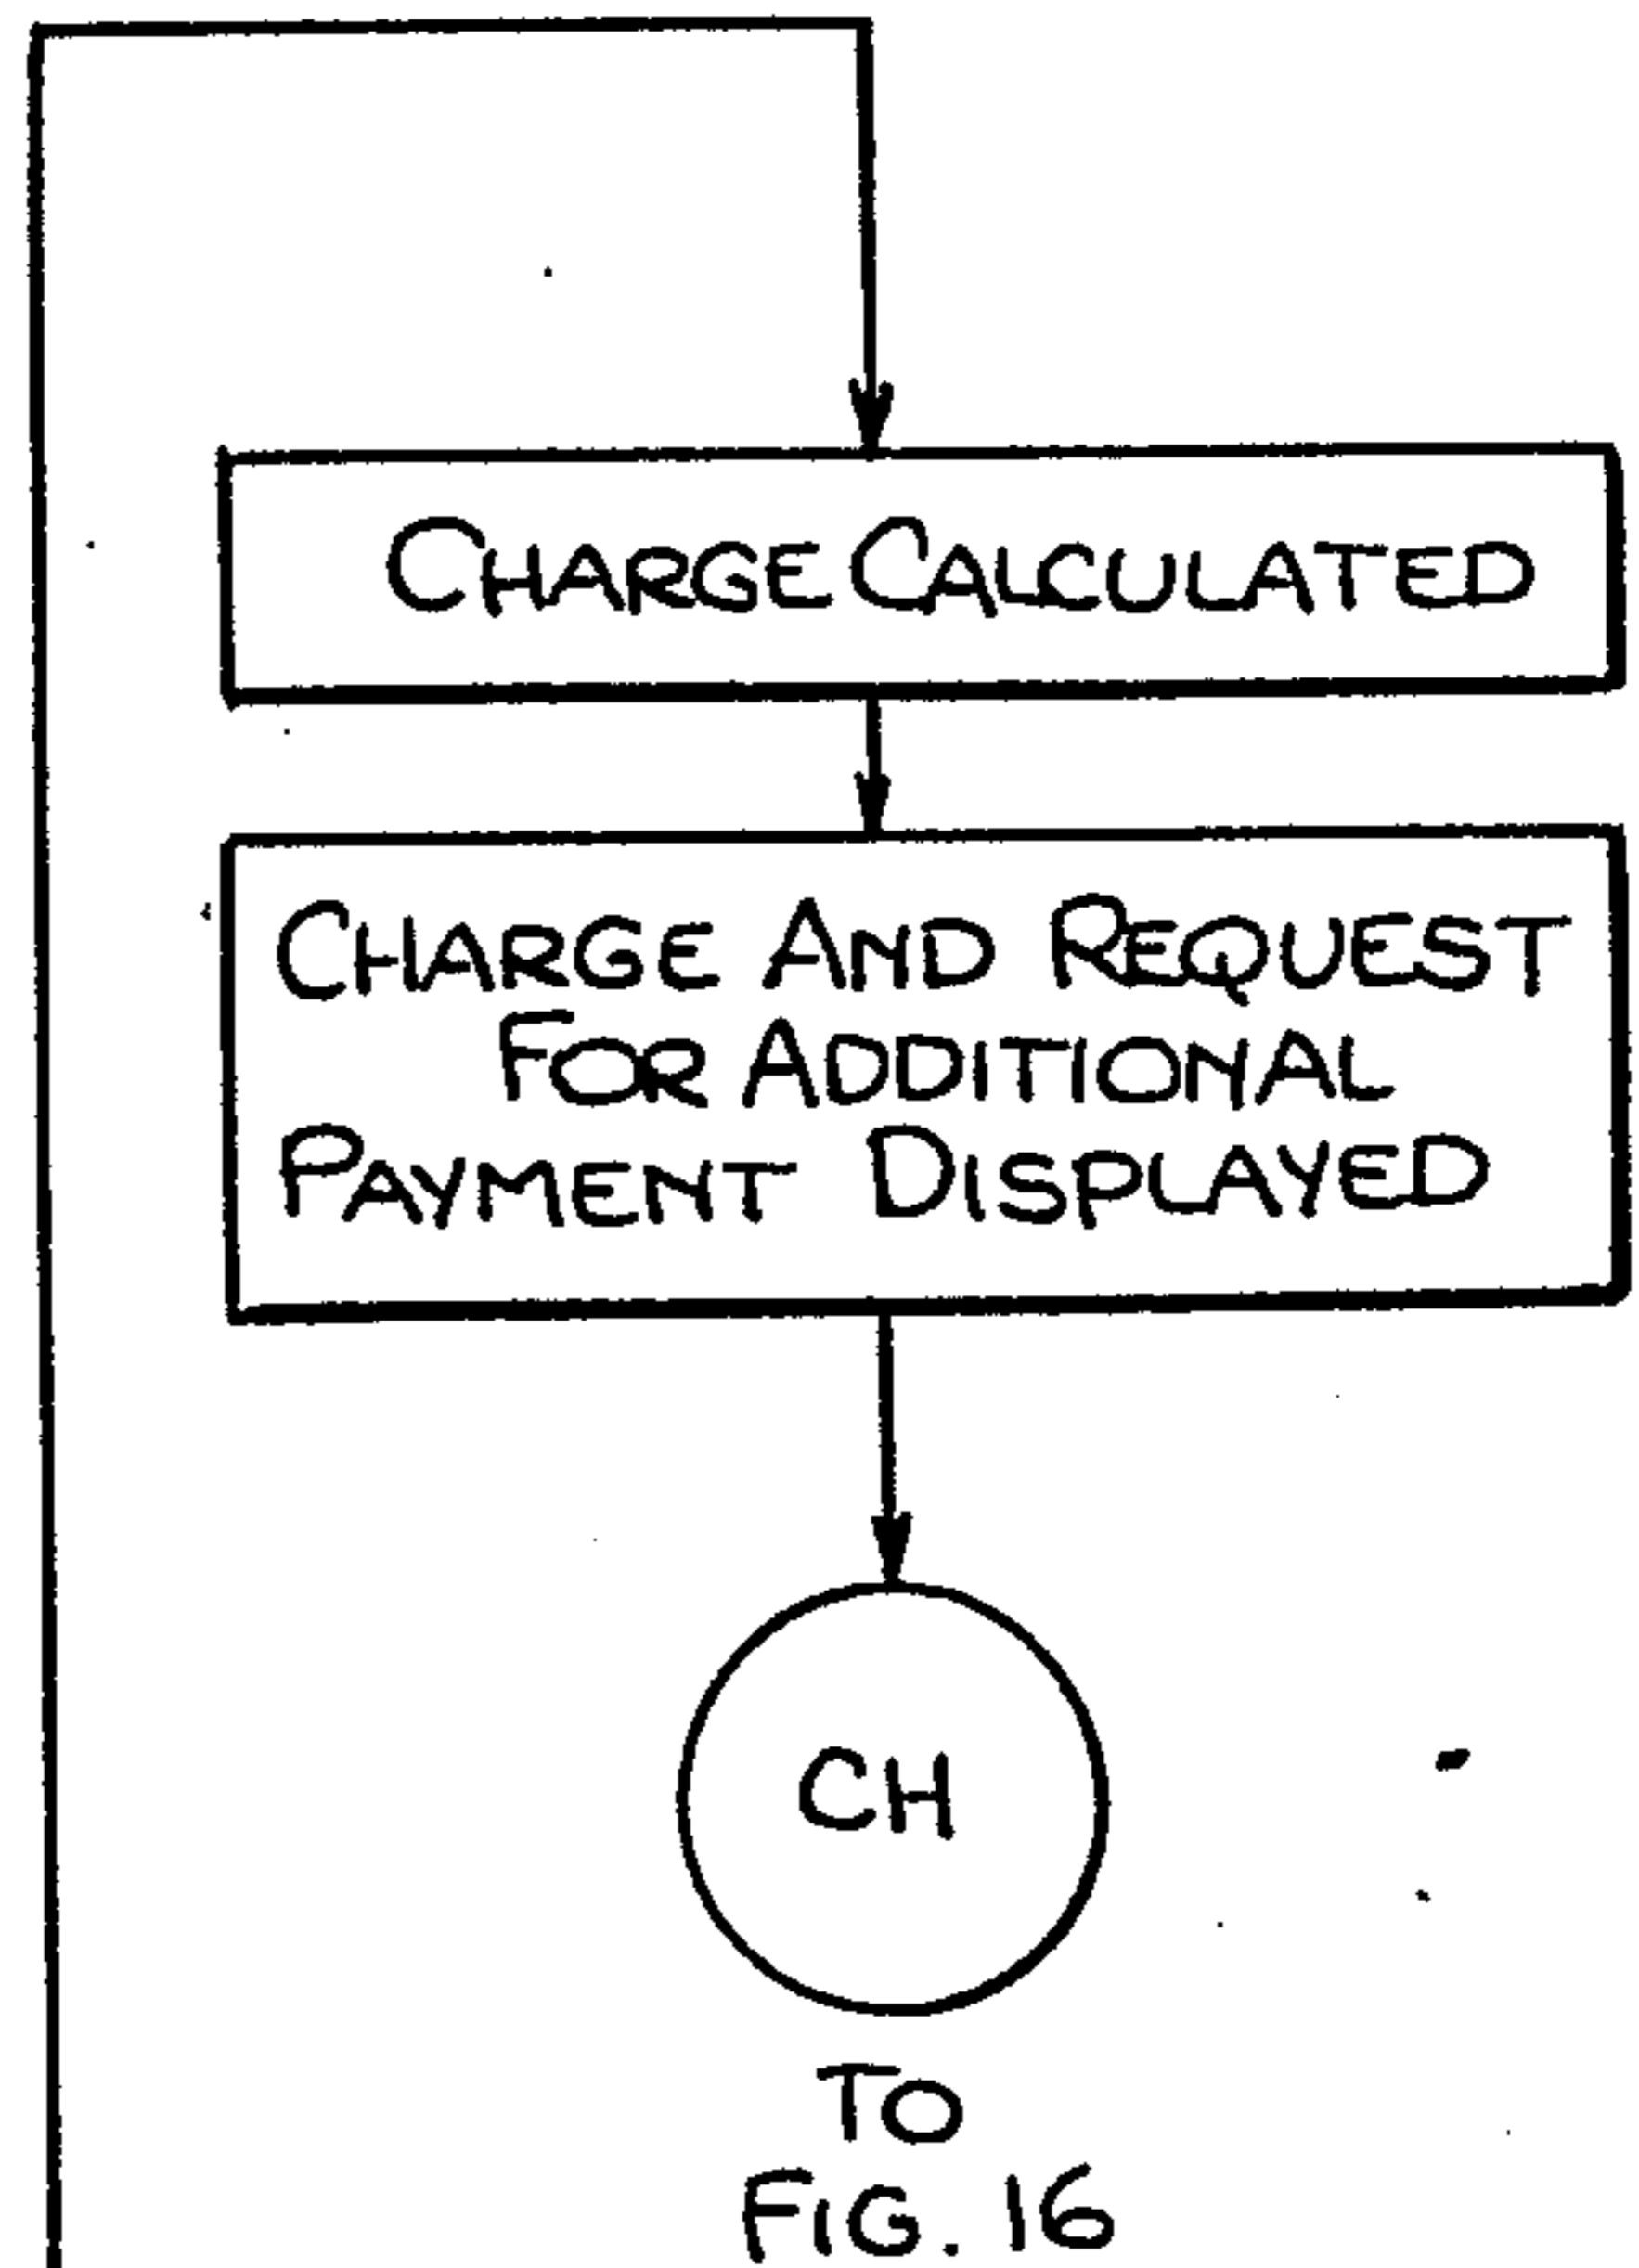 CHARGE CALCULATED
CHARGE AND REQUEST
FOR ADDITIONAL
PAYMENT DISPLAYED
CH
TO
FIG. 16